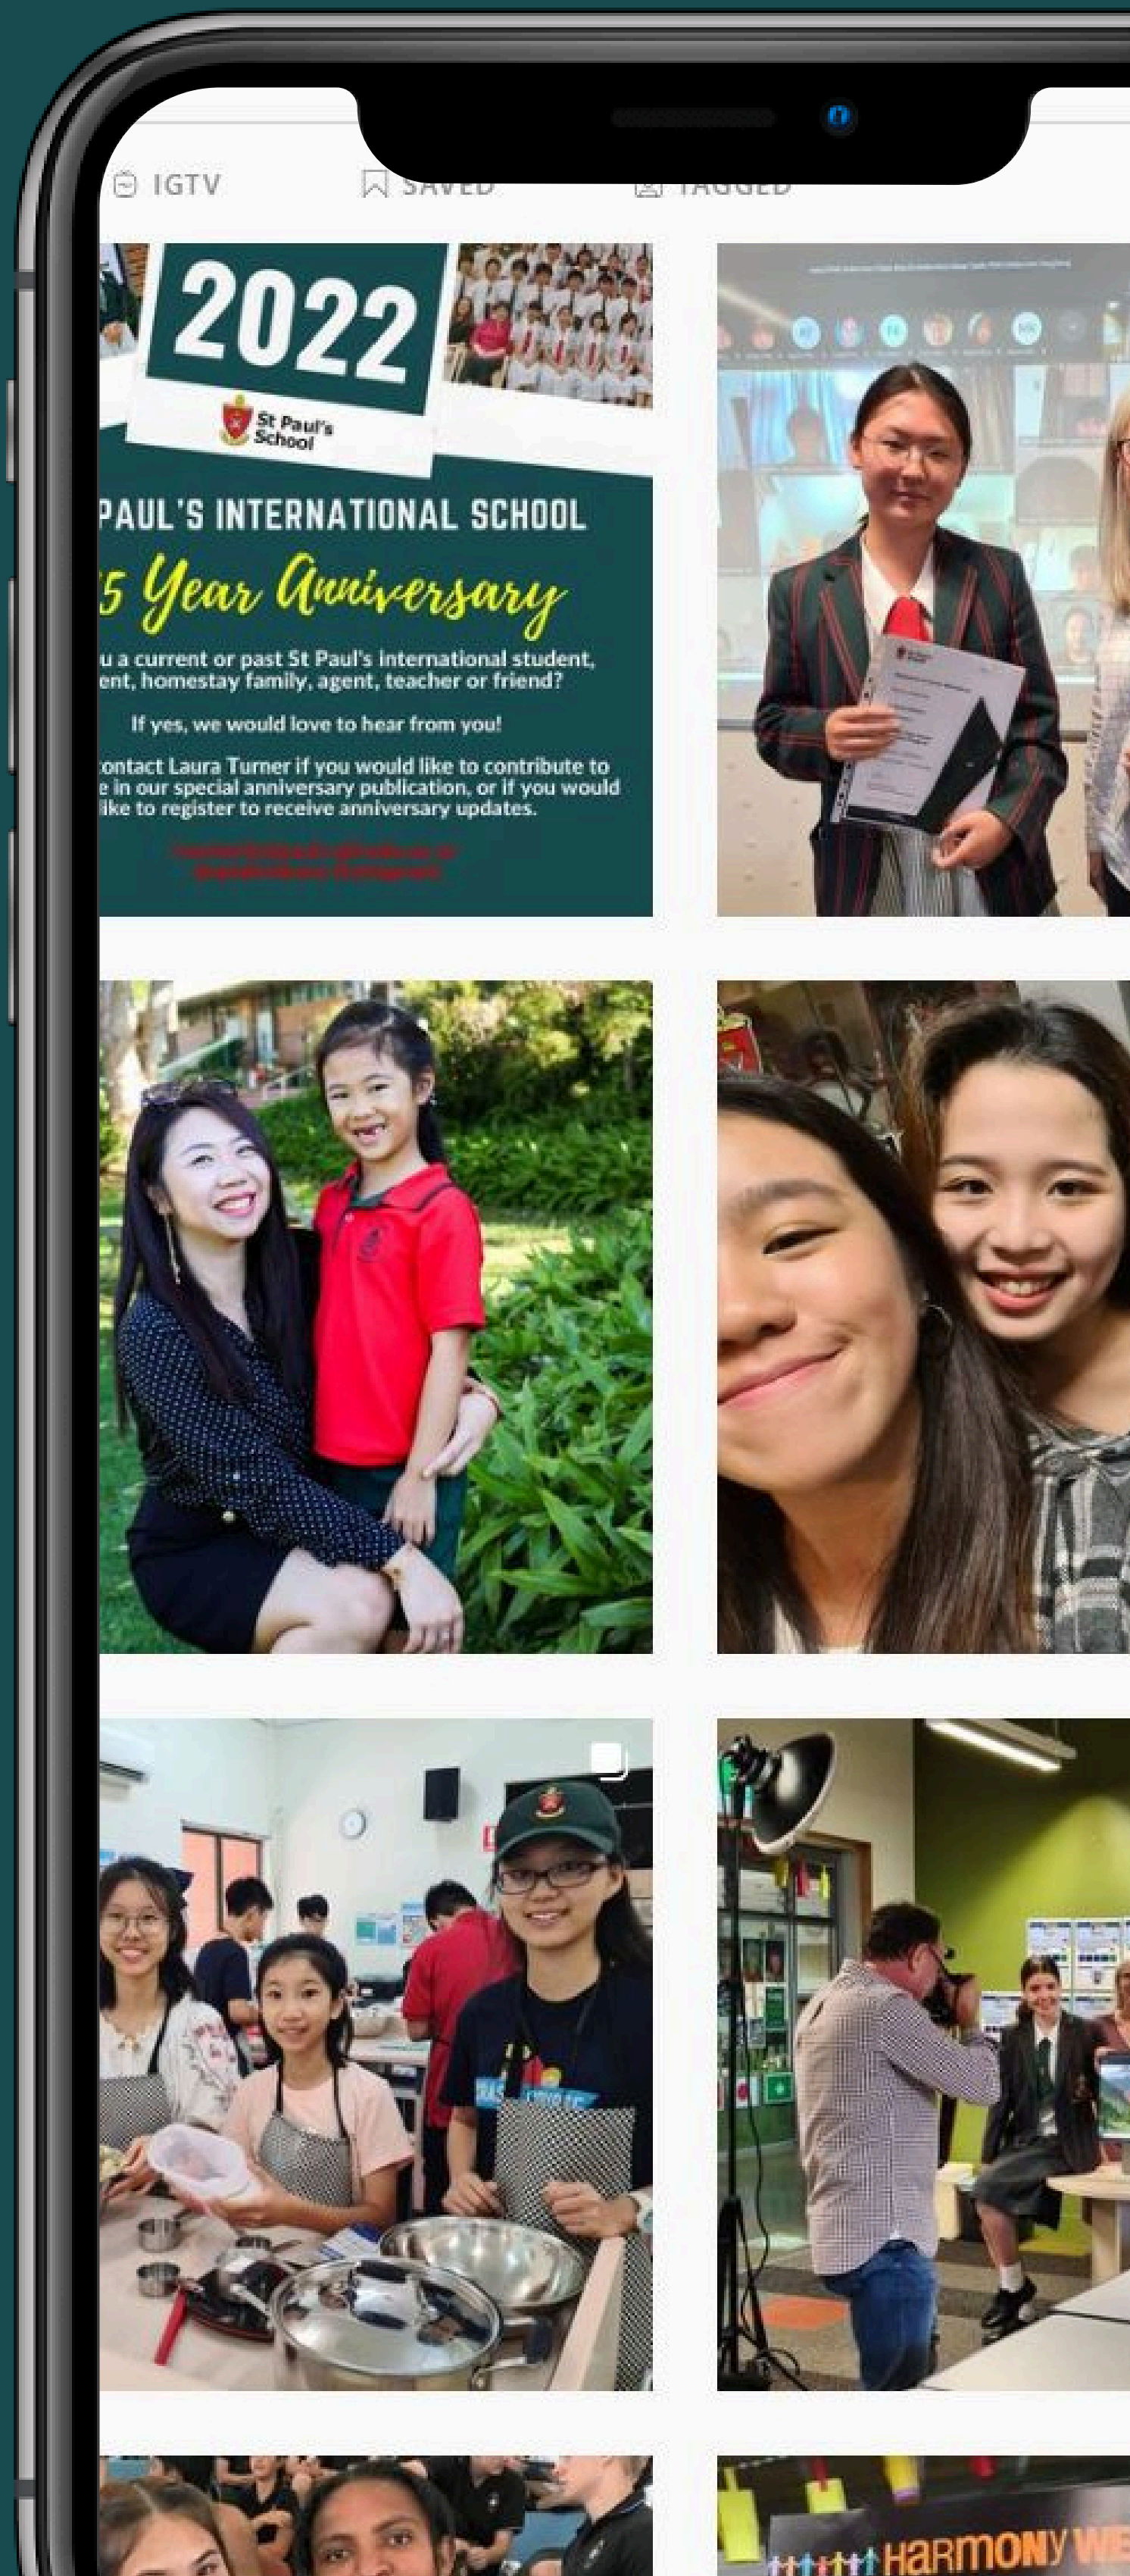 IGTV
SAVED
TAGGED
2022
St Paul's
School
PAUL'S INTERNATIONAL SCHOOL
5 Year Anniversary
u a current or past St Paul's international student,
ent, homestay family, agent, teacher or friend?
If yes, we would love to hear from you!
ontact Laura Turner if you would like to contribute to
e in our special anniversary publication, or if you would
like to register to receive anniversary updates.
HARMONY WE